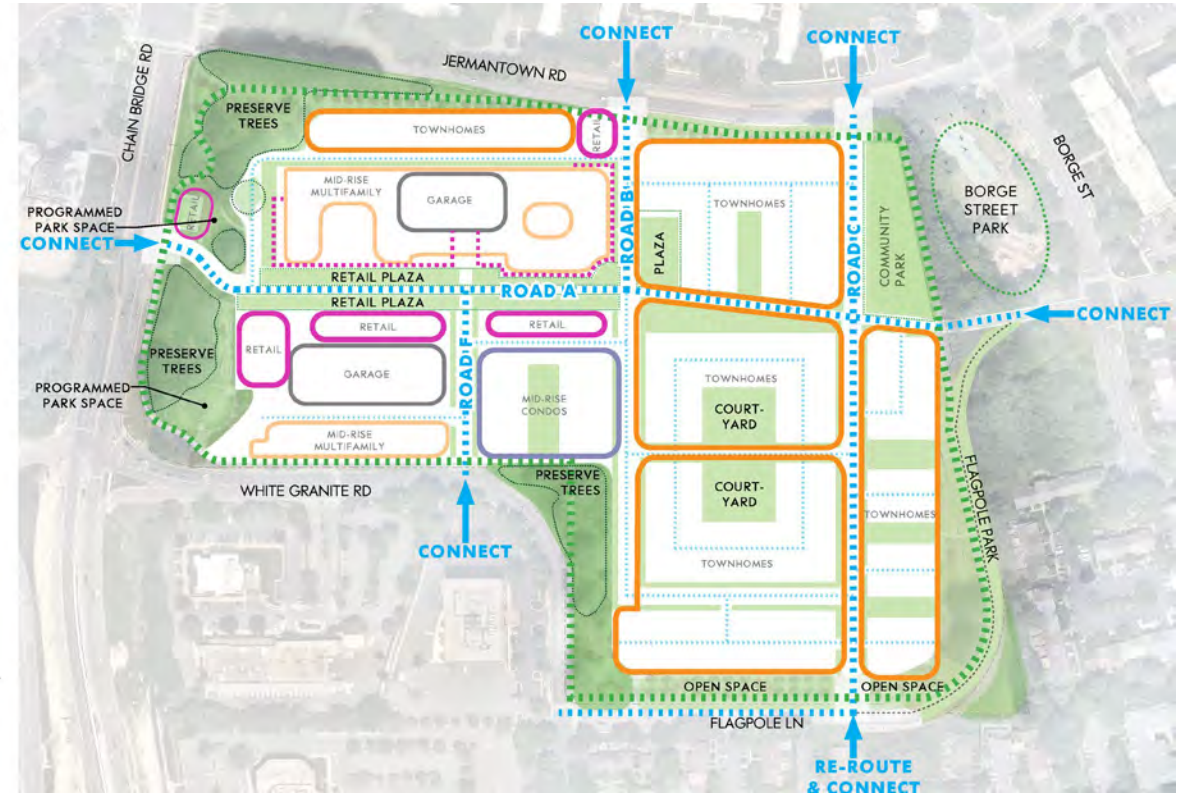 CONNECT
CONNECT
JERMANTOWN RD
CHAIN BRIDGE RD
PRESERVE
TREES
TOWNHOMES
RETAIL
BORGE ST
MID-RISE
MULTIFAMILY
GARAGE
ROAD B
TOWNHOMES
ROAD C
BORGE
STREET
PARK
PROGRAMMED
PARK SPACE
RETAIL
CONNECT
PLAZA
COMMUNITY
PARK
RETAIL PLAZA
ROAD A
RETAIL PLAZA
CONNECT
RETAIL
RETAIL
RETAIL
ROAD F
PRESERVE
TREES
GARAGE
PROGRAMMED
PARK SPACE
MID-RISE
CONDOS
TOWNHOMES
COURT-
YARD
MID-RISE
MULTIFAMILY
PRESERVE
TREES
WHITE GRANITE RD
COURT-
YARD
FLAGPOLE PARK
TOWNHOMES
CONNECT
TOWNHOMES
OPEN SPACE
OPEN SPACE
FLAGPOLE LN
RE-ROUTE
& CONNECT